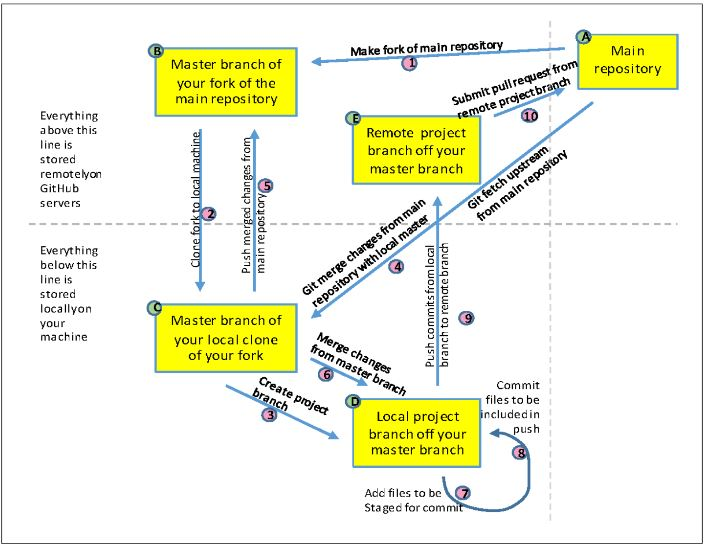 A
Main
repository
B
Master branch of
your fork of the
main repository
Make fork of main repository
1
Submit pull request from
remote project branch
10
E
Remote project
branch off your
master branch
Everything
above this
line is
stored
remotelyon
GitHub
servers
Clone fork to local machine
2
Push merged changes from
main repository
5
Git fetch upstream
from main repository
Git merge changes from main
repository with local master
4
Everything
below this
line is
stored
locallyon
your
machine
C
Master branch of
your local clone
of your fork
Push commits from local
branch to remote branch
9
Merge changes
from master branch
6
Create project
branch
3
D
Local project
branch off your
master branch
Commit
files to be
included in
push
8
7
Add files to be
Staged for commit